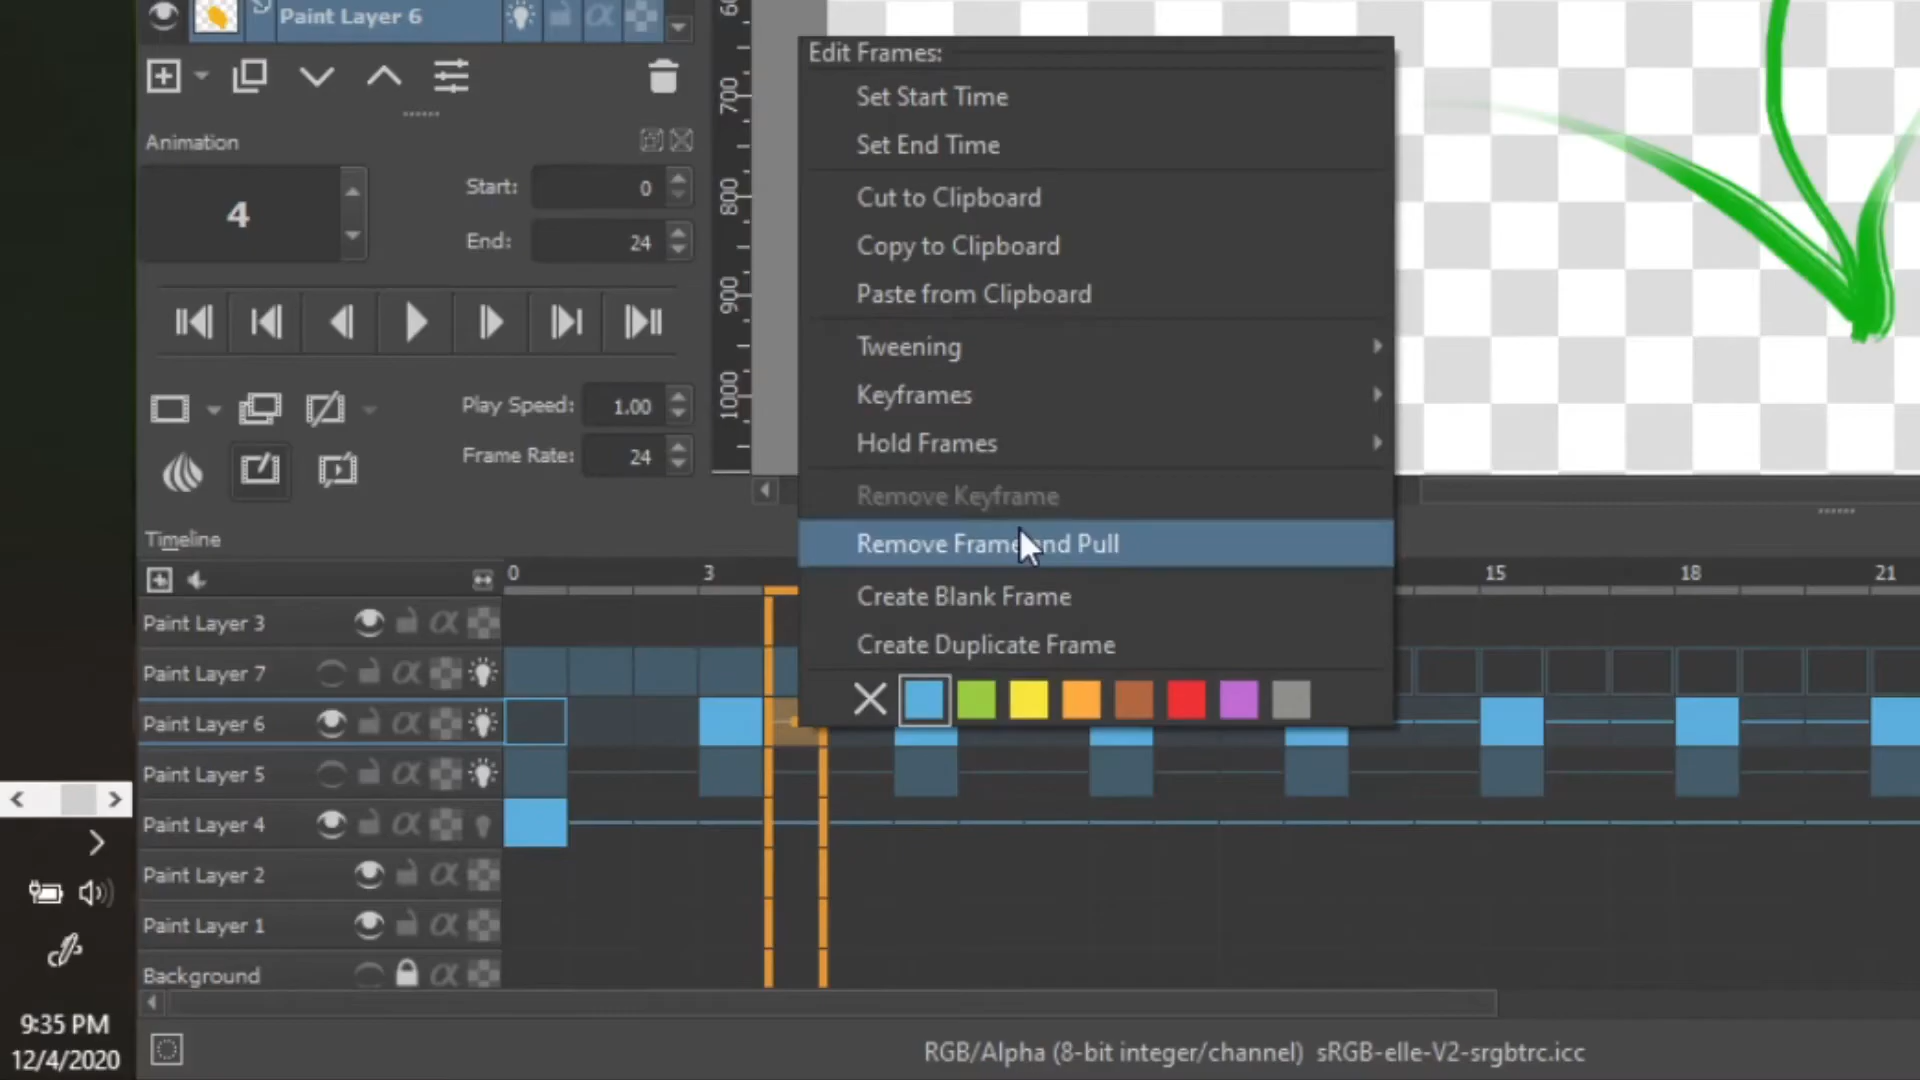 Paint Layer 6
Animation
4
Start: 0
End: 24
Play Speed: 1.00
Frame Rate: 24
Timeline
0 3 15 18 21
Paint Layer 3
Paint Layer 7
Paint Layer 6
Paint Layer 5
Paint Layer 4
Paint Layer 2
Paint Layer 1
Background
700
800
900
1000
Edit Frames:
Set Start Time
Set End Time
Cut to Clipboard
Copy to Clipboard
Paste from Clipboard
Tweening
Keyframes
Hold Frames
Remove Keyframe
Remove Frame and Pull
Create Blank Frame
Create Duplicate Frame
9:35 PM
12/4/2020
RGB/Alpha (8-bit integer/channel) sRGB-elle-V2-srgbtrc.icc